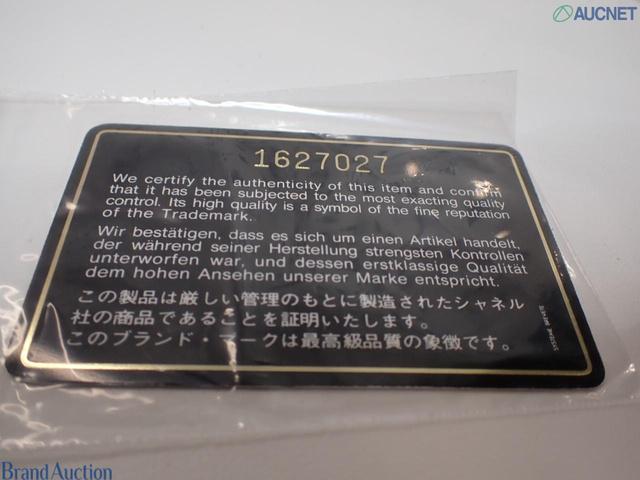 AUCNET
1627027
We certify the authenticity of this item and confirm
that it has been subjected to the most exacting quality
control. Its high quality is a symbol of the fine reputation
of the Trademark.
Wir bestätigen, dass es sich um einen Artikel handelt,
der während seiner Herstellung strengsten Kontrollen
unterworfen war, und dessen erstklassige Qualität
dem hohen Ansehen unserer Marke entspricht.
この製品は厳しい管理のもとに製造されたシャネル
社の商品であることを証明いたします。
このブランド・マークは最高級品質の象徴です。
Brand Auction